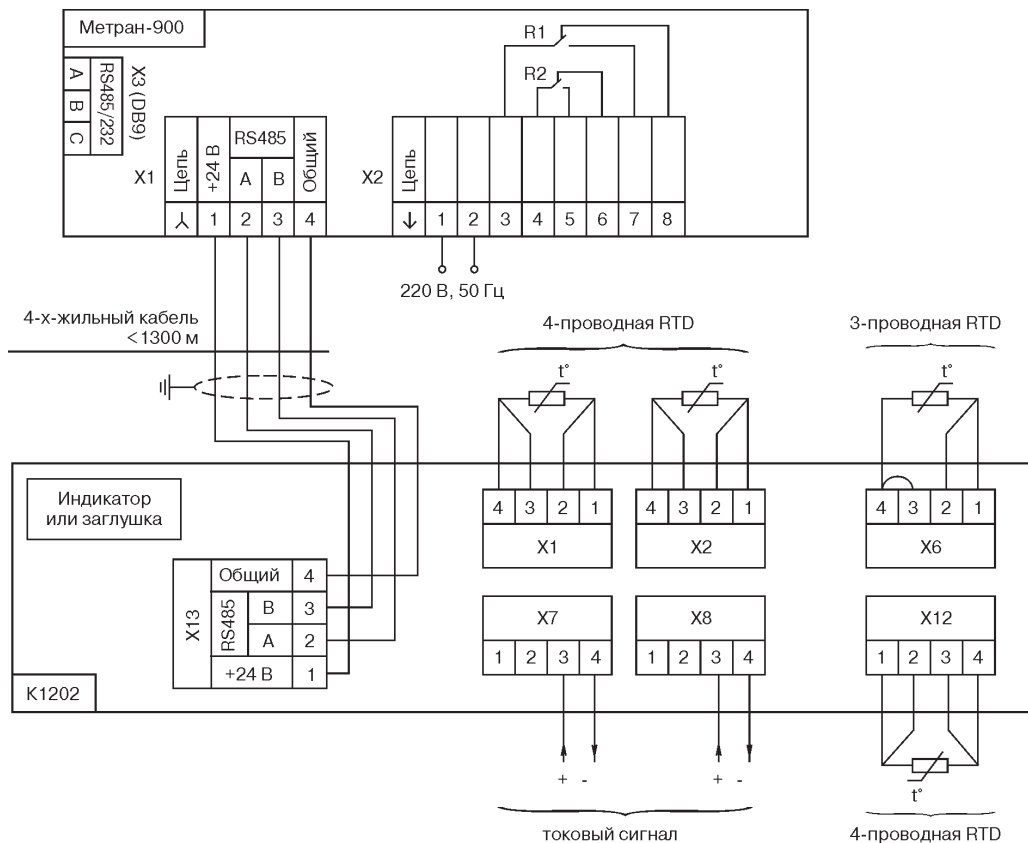 Метран-900
X3 (DB9)
RS485/232
A
B
C
R1
R2
X1
Цепь
+24 В
RS485
A
B
Общий
1
2
3
4
X2
Цепь
1
2
3
4
5
6
7
8
220 В, 50 Гц
4-х-жильный кабель
<1300 м
4-проводная RTD
3-проводная RTD
t°
t°
t°
Индикатор
или заглушка
4
3
2
1
X1
4
3
2
1
X2
4
3
2
1
X6
X13
Общий
4
RS485
B
3
A
2
+24 В
1
X7
1
2
3
4
X8
1
2
3
4
X12
1
2
3
4
K1202
+ -
+ -
t°
токовый сигнал
4-проводная RTD